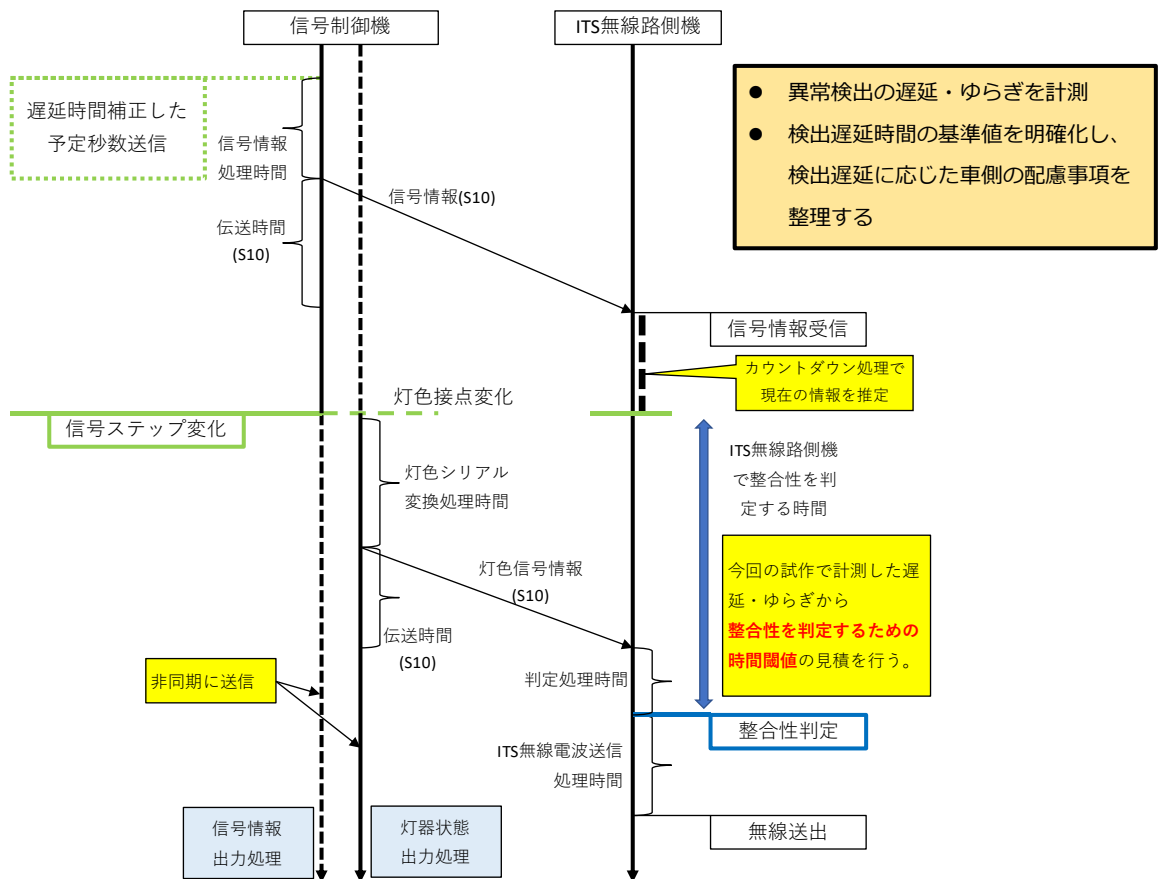 信号制御機
ITS無線路側機
遅延時間補正した
予定秒数送信
信号情報
処理時間
伝送時間
(S10)
信号情報(S10)
● 異常検出の遅延・ゆらぎを計測
● 検出遅延時間の基準値を明確化し、
検出遅延に応じた車側の配慮事項を
整理する
信号情報受信
カウントダウン処理で
現在の情報を推定
灯色接点変化
信号ステップ変化
灯色シリアル
変換処理時間
ITS無線路側機
で整合性を判
定する時間
灯色信号情報
(S10)
今回の試作で計測した遅
延・ゆらぎから
整合性を判定するための
時間閾値の見積を行う。
伝送時間
(S10)
非同期に送信
判定処理時間
整合性判定
ITS無線電波送信
処理時間
信号情報
出力処理
灯器状態
出力処理
無線送出